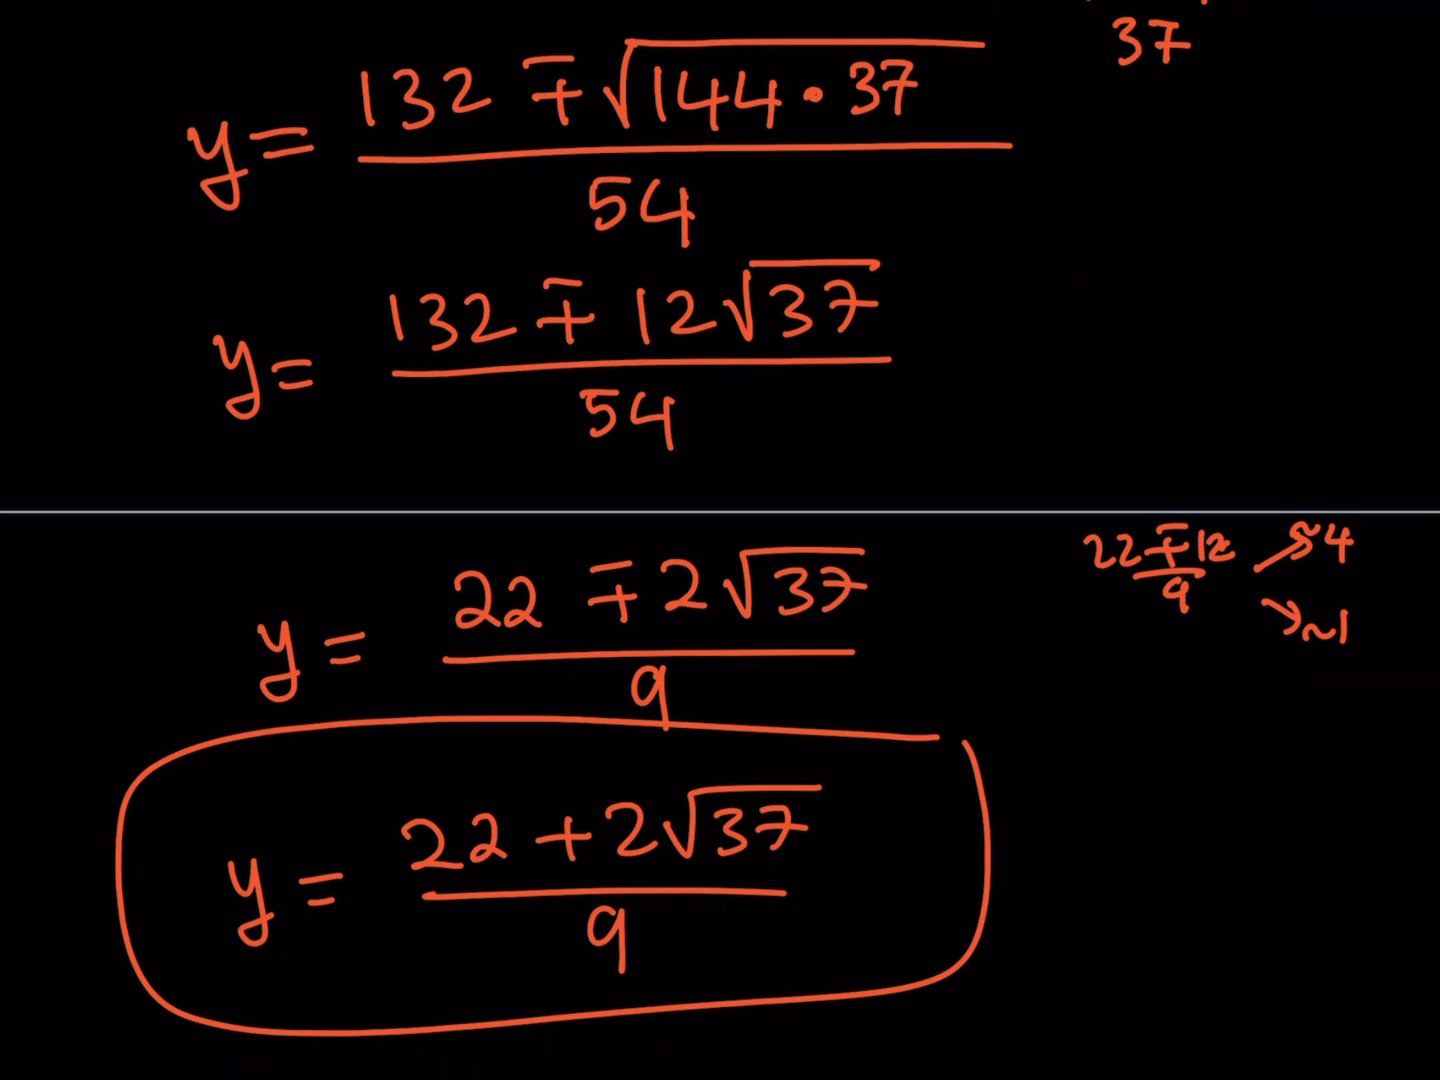 37
y = (132 ∓ √(144 · 37)) / 54
y = (132 ∓ 12√37) / 54
y = (22 ∓ 2√37) / 9
(22 ∓ 12) / 9 ↗ ≈4
↘ ~1
y = (22 + 2√37) / 9